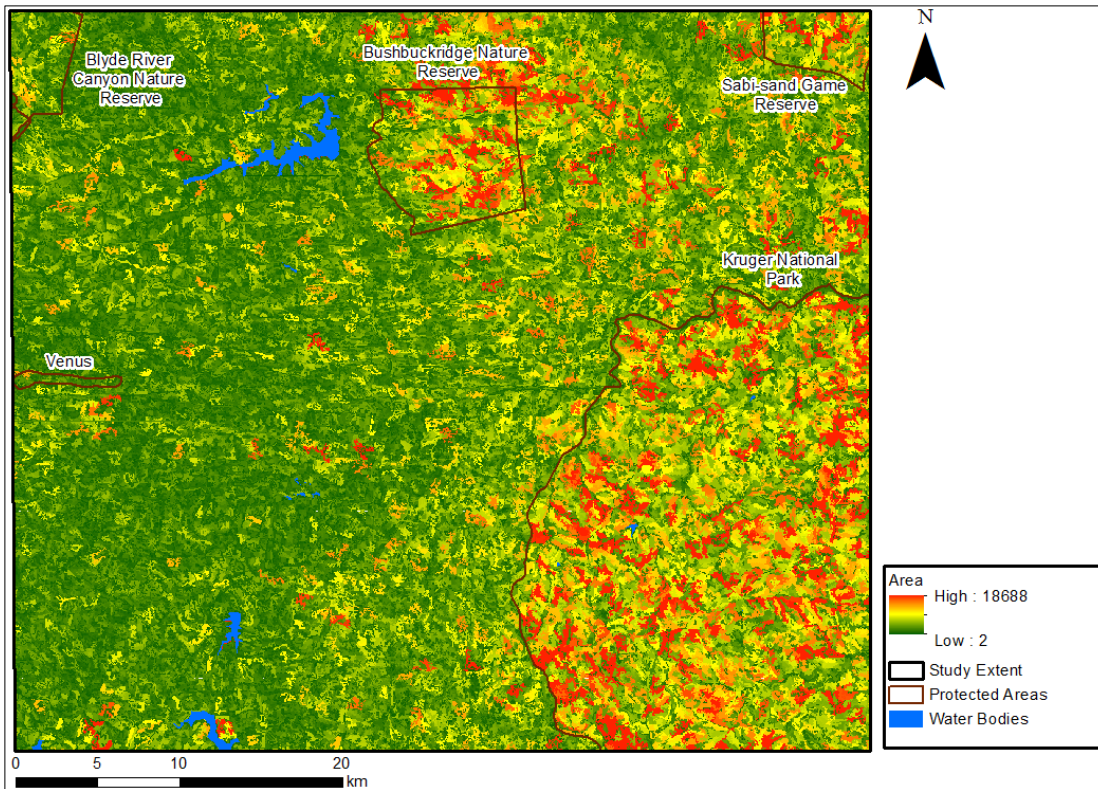 N
Blyde River
Canyon Nature
Reserve
Bushbuckridge Nature
Reserve
Sabi-sand Game
Reserve
Kruger National
Park
Venus
Area
High : 18688
Low : 2
Study Extent
Protected Areas
Water Bodies
0 5 10 20
km